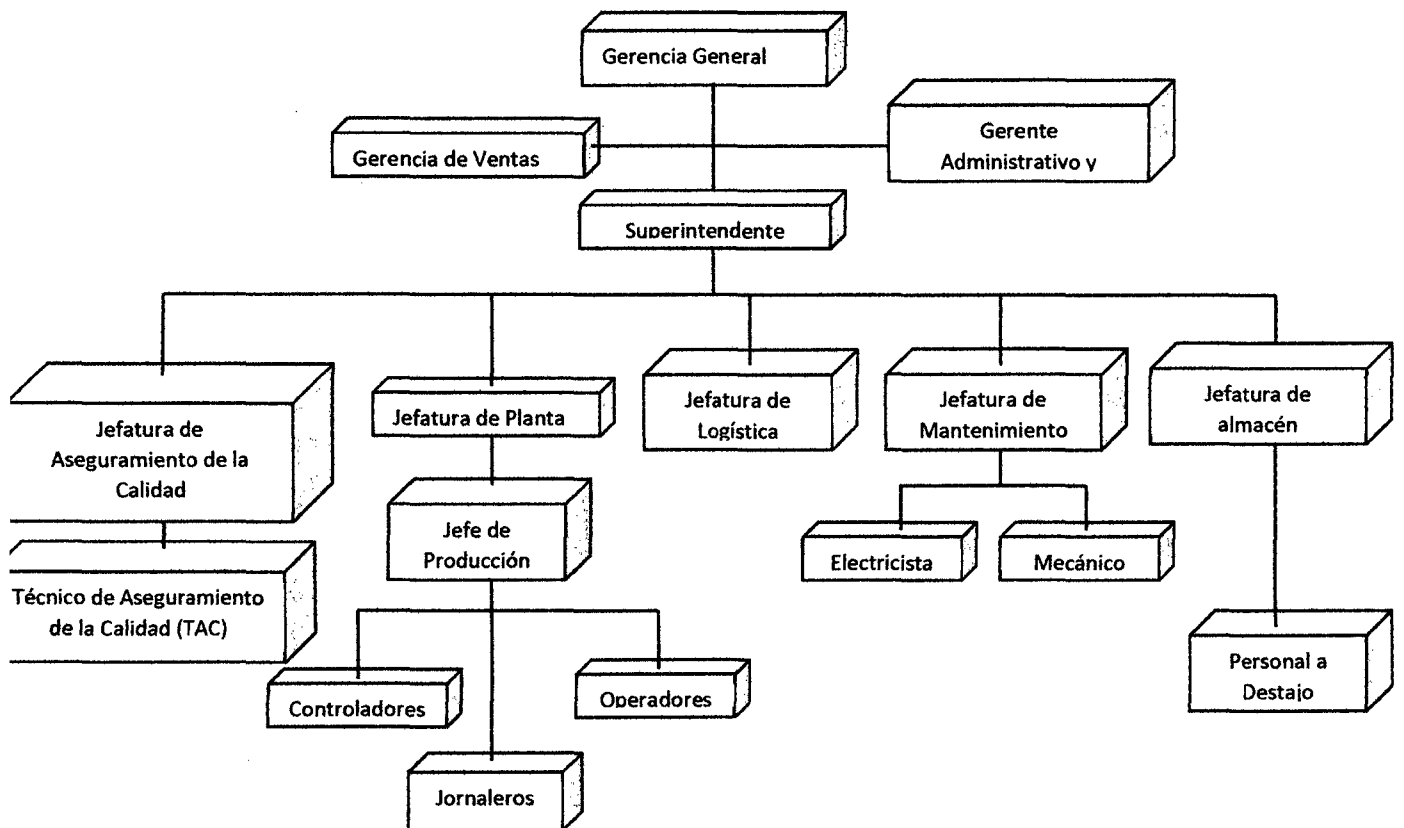 Gerencia General
Gerencia de Ventas
Gerente
Administrativo y
Superintendente
Jefatura de
Aseguramiento de la
Calidad
Jefatura de Planta
Jefatura de
Logística
Jefatura de
Mantenimiento
Jefatura de
almacén
Técnico de Aseguramiento
de la Calidad (TAC)
Jefe de
Producción
Electricista
Mecánico
Controladores
Operadores
Personal a
Destajo
Jornaleros